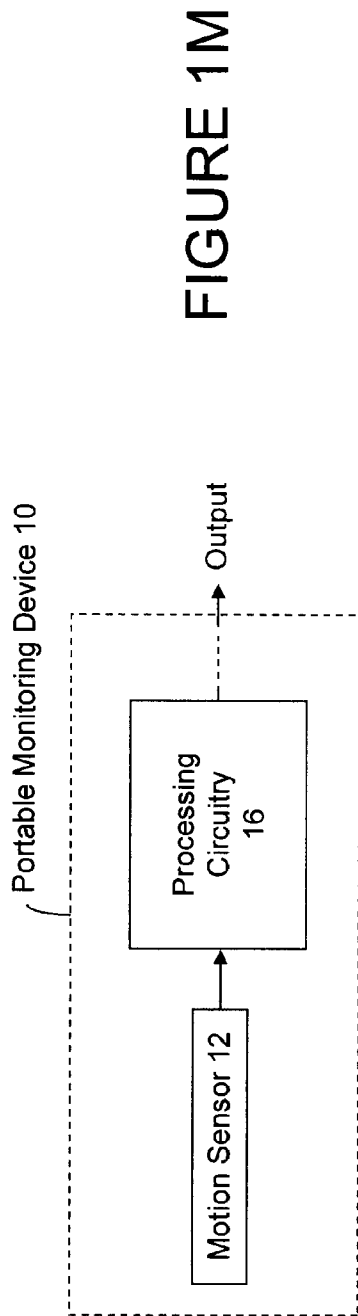 Portable Monitoring Device 10
Motion Sensor 12
Processing
Circuitry
16
Output
FIGURE 1M